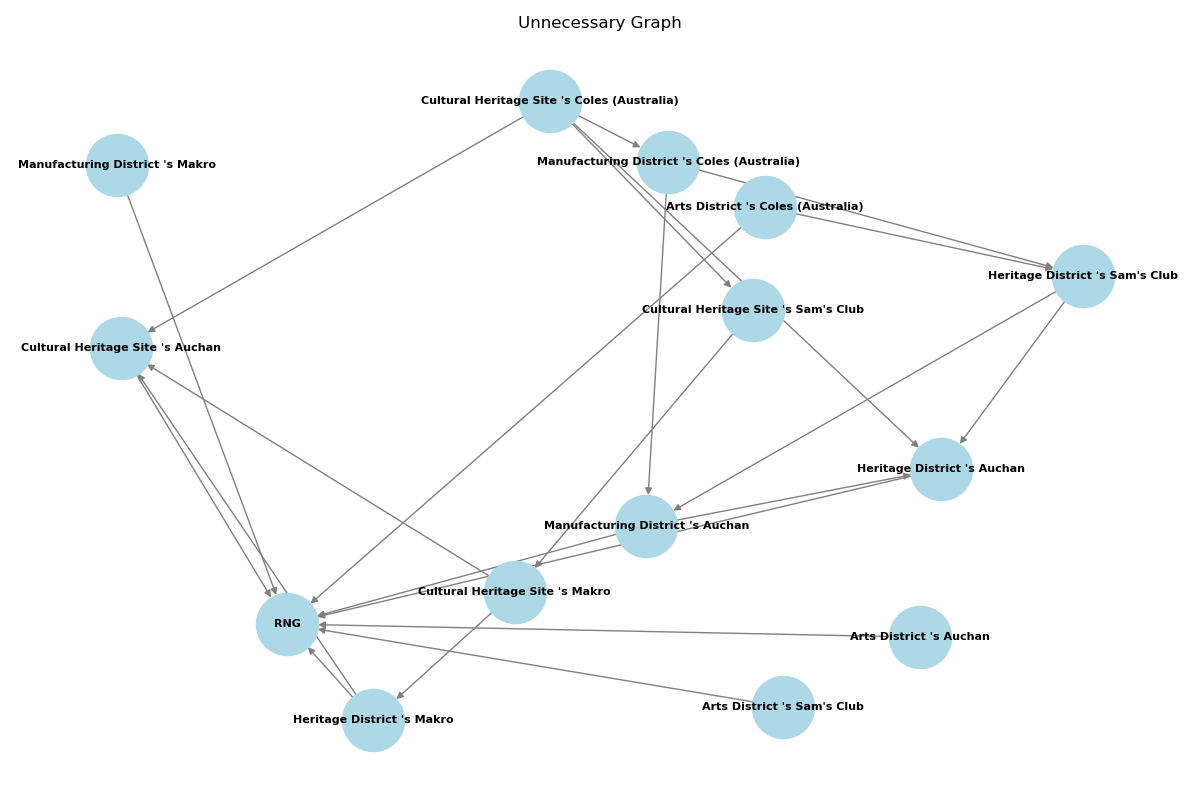 Unnecessary Graph
Cultural Heritage Site 's Coles (Australia)
Manufacturing District 's Makro
Manufacturing District 's Coles (Australia)
Arts District 's Coles (Australia)
Heritage District 's Sam's Club
Cultural Heritage Site 's Sam's Club
Cultural Heritage Site 's Auchan
Heritage District 's Auchan
Manufacturing District 's Auchan
Cultural Heritage Site 's Makro
RNG
Arts District 's Auchan
Arts District 's Sam's Club
Heritage District 's Makro